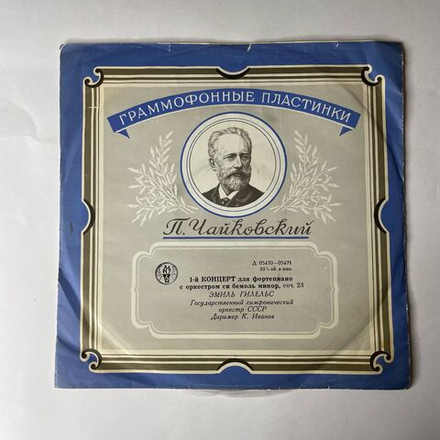 ГРАММОФОННЫЕ ПЛАСТИНКИ
П. Чайковский
Д 05470—05471
33⅓ об. в мин.
1-й КОНЦЕРТ для фортепиано
с оркестром си бемоль минор, соч. 23
ЭМИЛЬ ГИЛЕЛЬС
Государственный симфонический
оркестр СССР
Дирижер К. Иванов